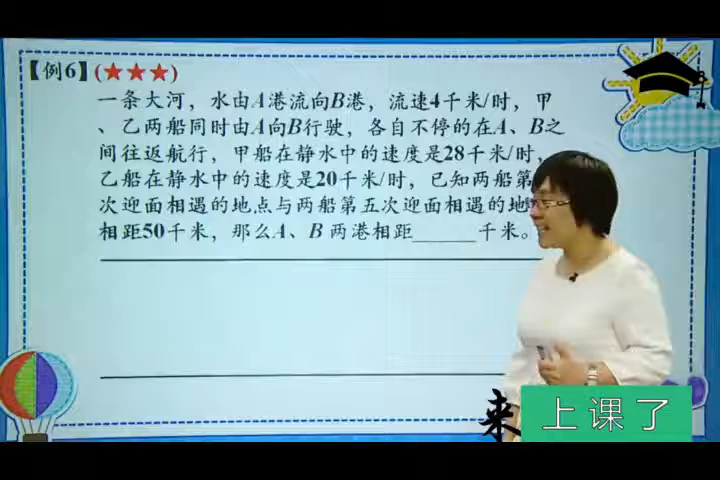 【例6】(★★★)
一条大河，水由A港流向B港，流速4千米/时，甲
、乙两船同时由A向B行驶，各自不停的在A、B之
间往返航行，甲船在静水中的速度是28千米/时，
乙船在静水中的速度是20千米/时，已知两船第
次迎面相遇的地点与两船第五次迎面相遇的地
相距50千米，那么A、B两港相距______千米。
来 上课了